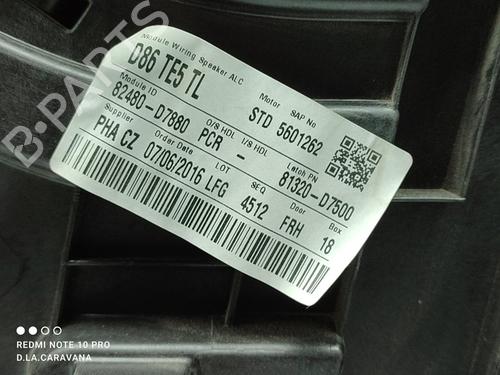 Module Wiring Speaker ALC
D86 TE5 TL
Motor SAP No
STD 5601262
Module ID O/S HDL I/S HDL Latch PN
82480-D7880 PCR - 81320-D7500
Supplier Order Date LOT SEQ Door Box
PHA CZ 07/06/2016 LFG 4512 FRH 18
B-PARTS
REDMI NOTE 10 PRO
D.LA.CARAVANA